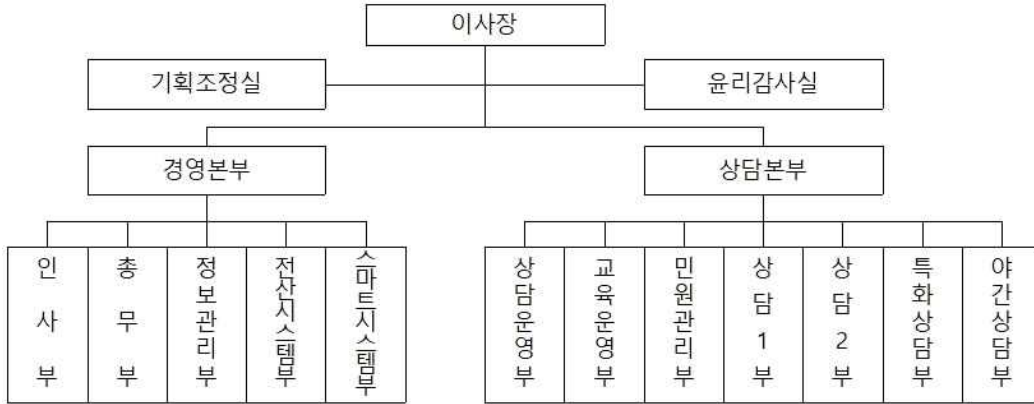 이사장
기획조정실
윤리감사실
경영본부
상담본부
인사부
총무부
정보관리부
전산시스템부
스마트시스템부
상담운영부
교육운영부
민원관리부
상담1부
상담2부
특화상담부
야간상담부